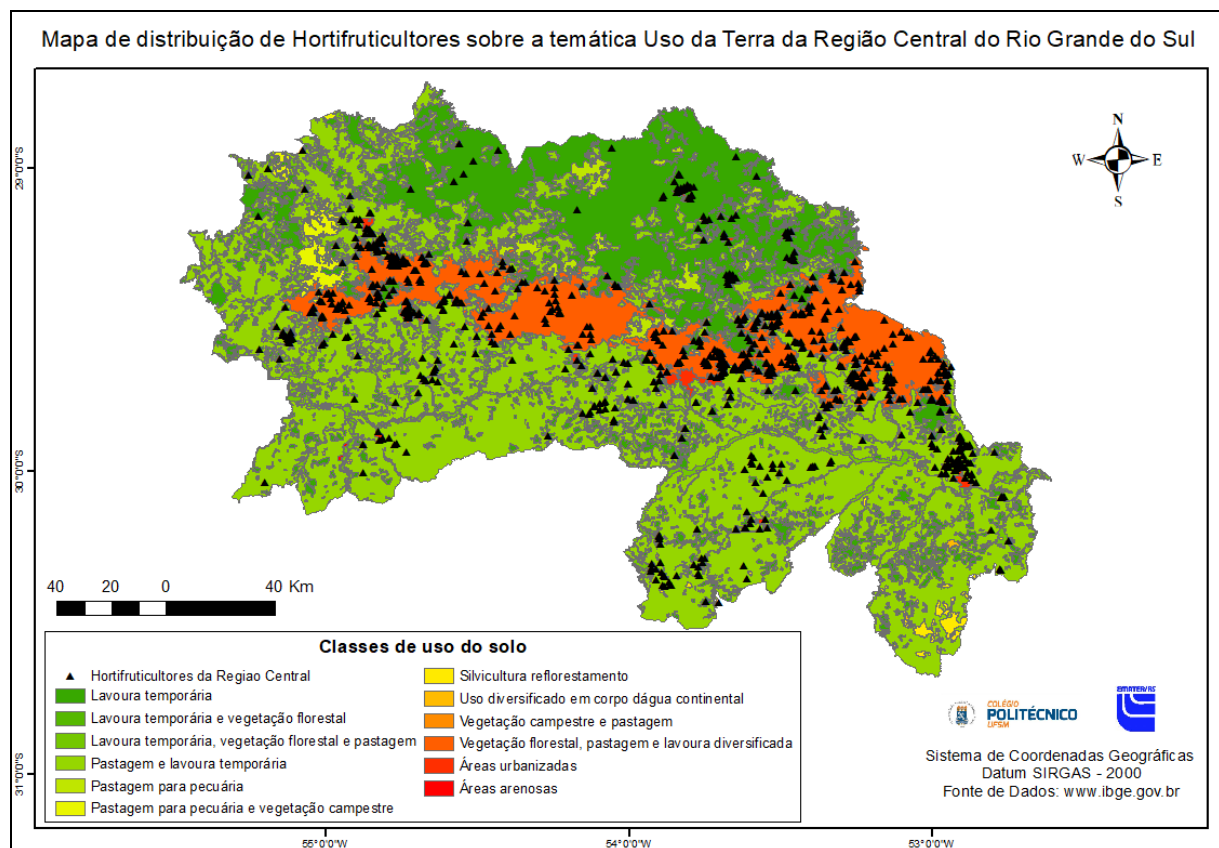 Mapa de distribuição de Hortifruticultores sobre a temática Uso da Terra da Região Central do Rio Grande do Sul
N
W E
S
29°0'0"S
30°0'0"S
31°0'0"S
40 20 0 40 Km
Classes de uso do solo
Hortifruticultores da Regiao Central
Lavoura temporária
Lavoura temporária e vegetação florestal
Lavoura temporária, vegetação florestal e pastagem
Pastagem e lavoura temporária
Pastagem para pecuária
Pastagem para pecuária e vegetação campestre
Silvicultura reflorestamento
Uso diversificado em corpo dágua continental
Vegetação campestre e pastagem
Vegetação florestal, pastagem e lavoura diversificada
Áreas urbanizadas
Áreas arenosas
COLÉGIO
POLITÉCNICO
UFSM
EMATER/RS
Sistema de Coordenadas Geográficas
Datum SIRGAS - 2000
Fonte de Dados: www.ibge.gov.br
55°0'0"W 54°0'0"W 53°0'0"W